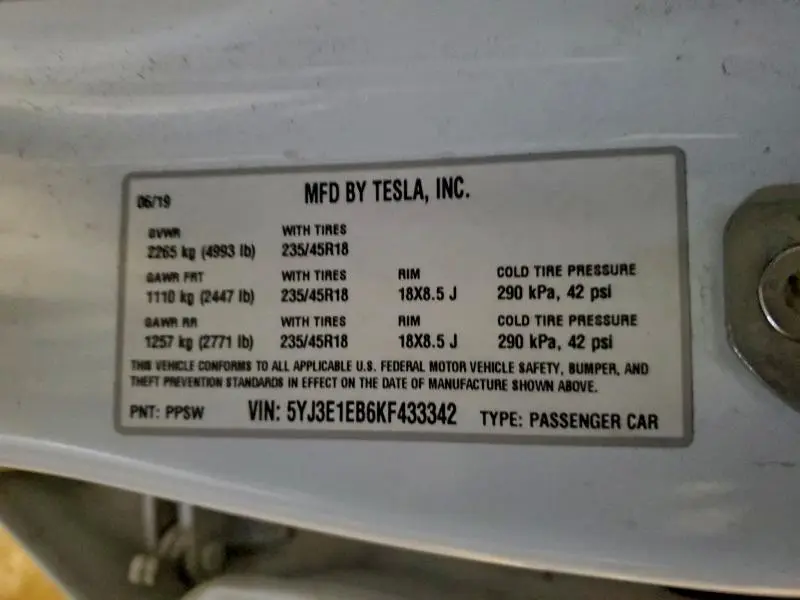 06/19 MFD BY TESLA, INC.
GVWR WITH TIRES
2265 kg (4993 lb) 235/45R18
GAWR FRT WITH TIRES RIM COLD TIRE PRESSURE
1110 kg (2447 lb) 235/45R18 18X8.5 J 290 kPa, 42 psi
GAWR RR WITH TIRES RIM COLD TIRE PRESSURE
1257 kg (2771 lb) 235/45R18 18X8.5 J 290 kPa, 42 psi
THIS VEHICLE CONFORMS TO ALL APPLICABLE U.S. FEDERAL MOTOR VEHICLE SAFETY, BUMPER, AND
THEFT PREVENTION STANDARDS IN EFFECT ON THE DATE OF MANUFACTURE SHOWN ABOVE.
PNT: PPSW VIN: 5YJ3E1EB6KF433342 TYPE: PASSENGER CAR